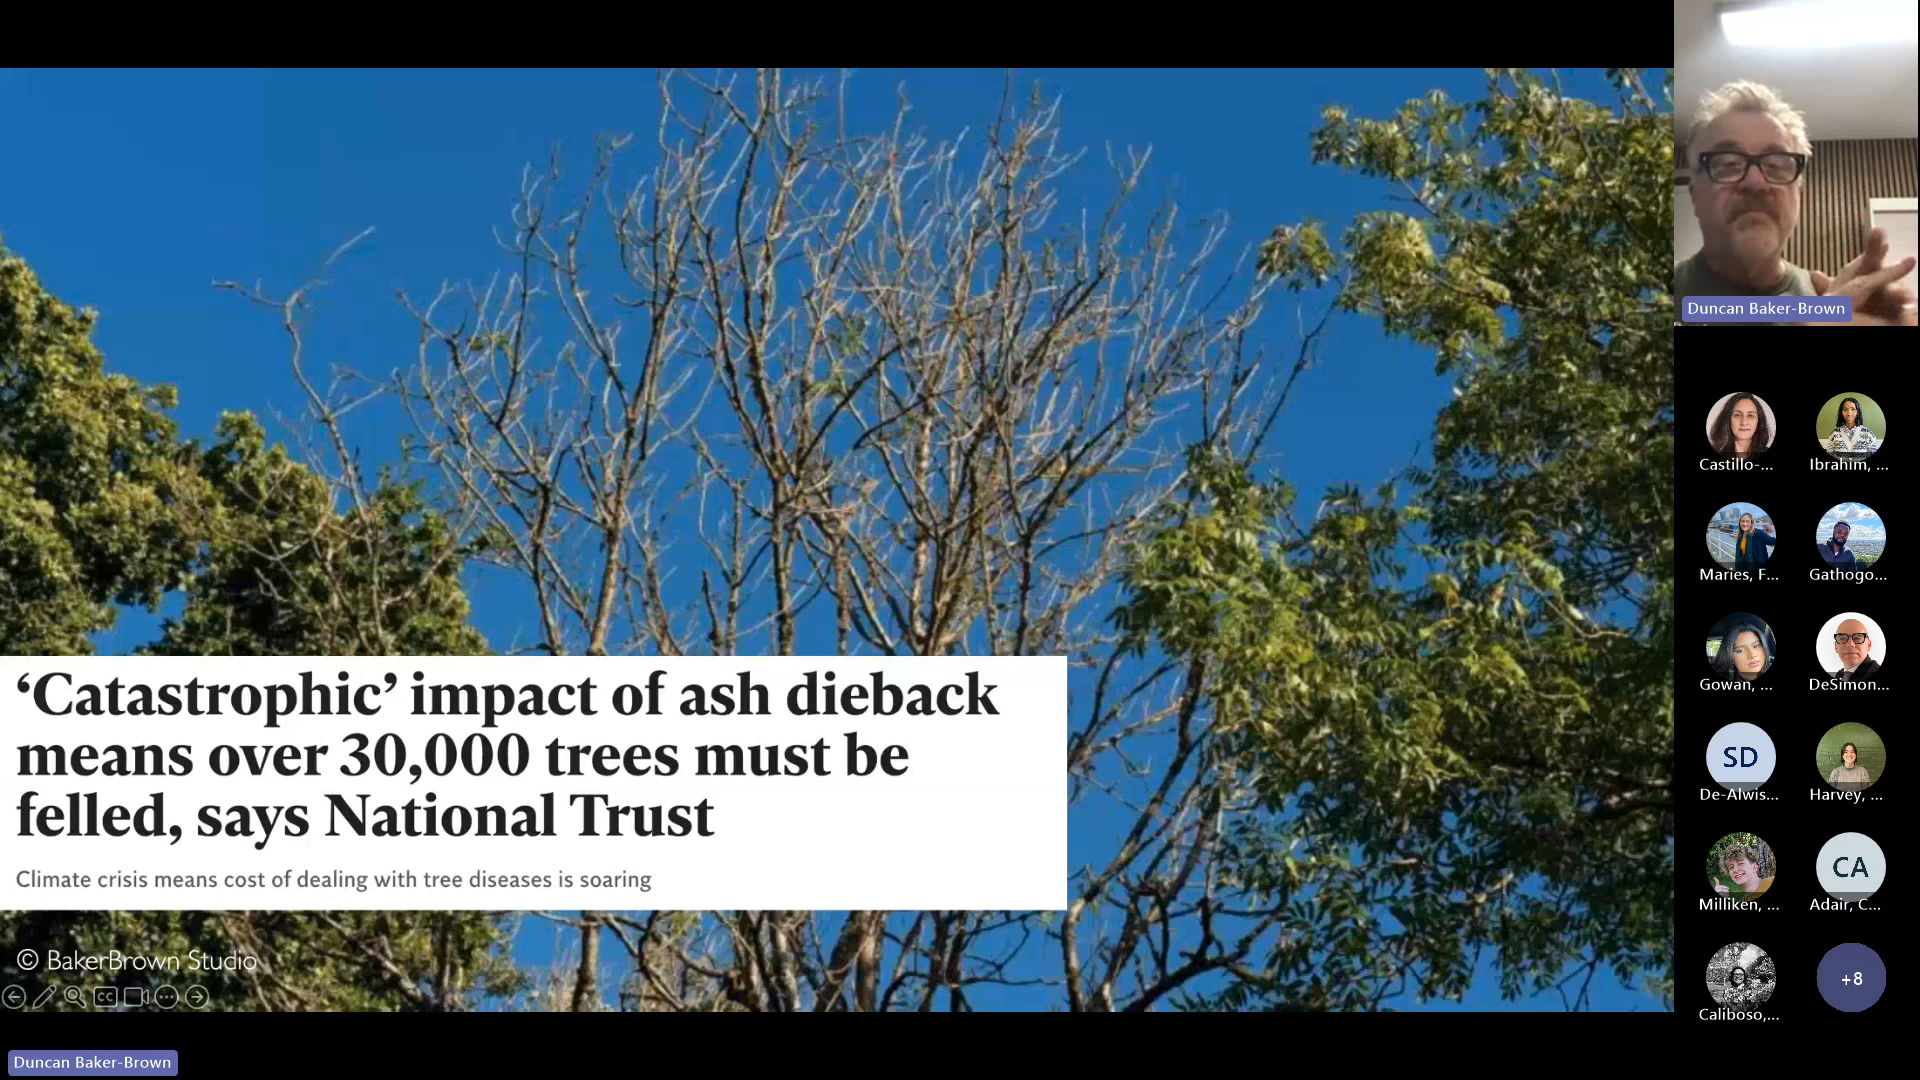 ‘Catastrophic’ impact of ash dieback
means over 30,000 trees must be
felled, says National Trust
Climate crisis means cost of dealing with tree diseases is soaring
© BakerBrown Studio
CC
Duncan Baker-Brown
Duncan Baker-Brown
Castillo-...
Ibrahim, ...
Maries, F...
Gathogo...
Gowan, ...
DeSimon...
SD
De-Alwis...
Harvey, ...
Milliken, ...
CA
Adair, C...
Caliboso,...
+8